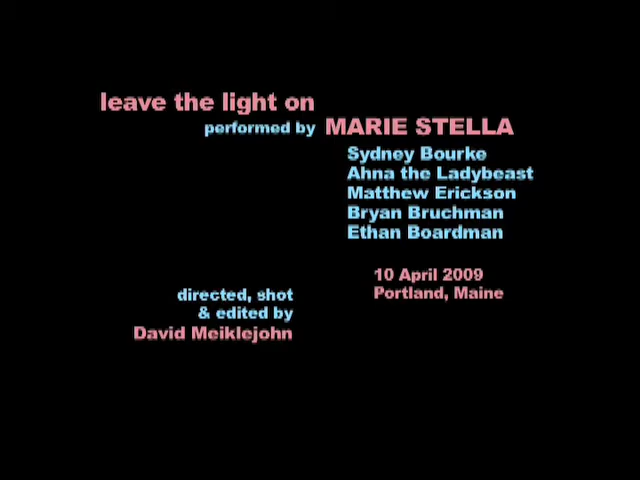 leave the light on
performed by MARIE STELLA
Sydney Bourke
Ahna the Ladybeast
Matthew Erickson
Bryan Bruchman
Ethan Boardman
10 April 2009
Portland, Maine
directed, shot
& edited by
David Meiklejohn